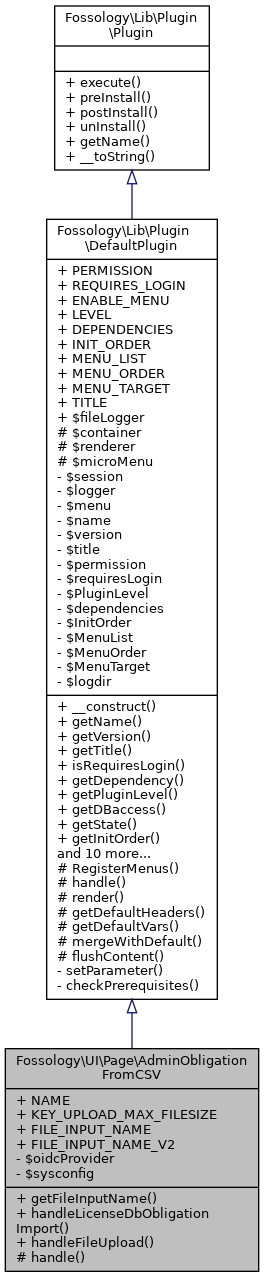 Fossology\Lib\Plugin
\Plugin
+ execute()
+ preInstall()
+ postInstall()
+ unInstall()
+ getName()
+ __toString()
Fossology\Lib\Plugin
\DefaultPlugin
+ PERMISSION
+ REQUIRES_LOGIN
+ ENABLE_MENU
+ LEVEL
+ DEPENDENCIES
+ INIT_ORDER
+ MENU_LIST
+ MENU_ORDER
+ MENU_TARGET
+ TITLE
+ $fileLogger
# $container
# $renderer
# $microMenu
- $session
- $logger
- $menu
- $name
- $version
- $title
- $permission
- $requiresLogin
- $PluginLevel
- $dependencies
- $InitOrder
- $MenuList
- $MenuOrder
- $MenuTarget
- $logdir
+ __construct()
+ getName()
+ getVersion()
+ getTitle()
+ isRequiresLogin()
+ getDependency()
+ getPluginLevel()
+ getDBaccess()
+ getState()
+ getInitOrder()
and 10 more...
# RegisterMenus()
# handle()
# render()
# getDefaultHeaders()
# getDefaultVars()
# mergeWithDefault()
# flushContent()
- setParameter()
- checkPrerequisites()
Fossology\UI\Page\AdminObligation
FromCSV
+ NAME
+ KEY_UPLOAD_MAX_FILESIZE
+ FILE_INPUT_NAME
+ FILE_INPUT_NAME_V2
- $oidcProvider
- $sysconfig
+ getFileInputName()
+ handleLicenseDbObligation
Import()
+ handleFileUpload()
# handle()